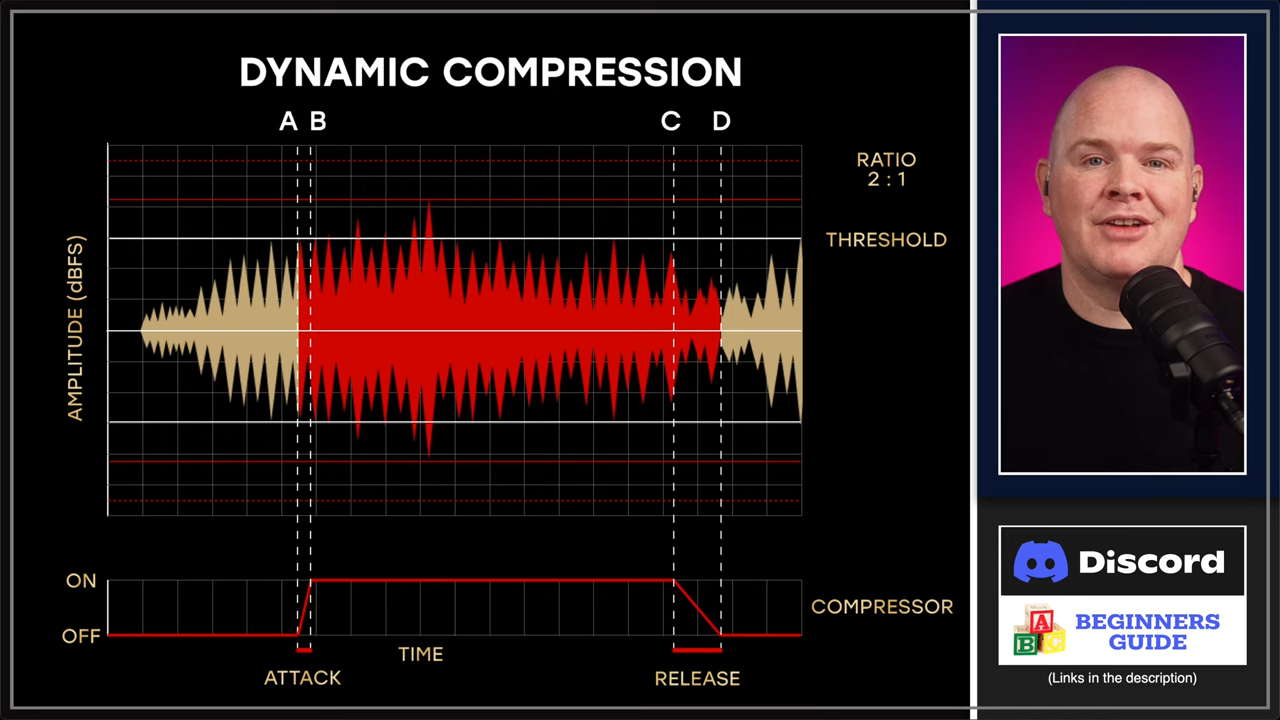 DYNAMIC COMPRESSION
A B C D
RATIO
2 : 1
THRESHOLD
AMPLITUDE (dBFS)
ON
OFF
COMPRESSOR
TIME
ATTACK
RELEASE
Discord
A
B C
BEGINNERS
GUIDE
(Links in the description)